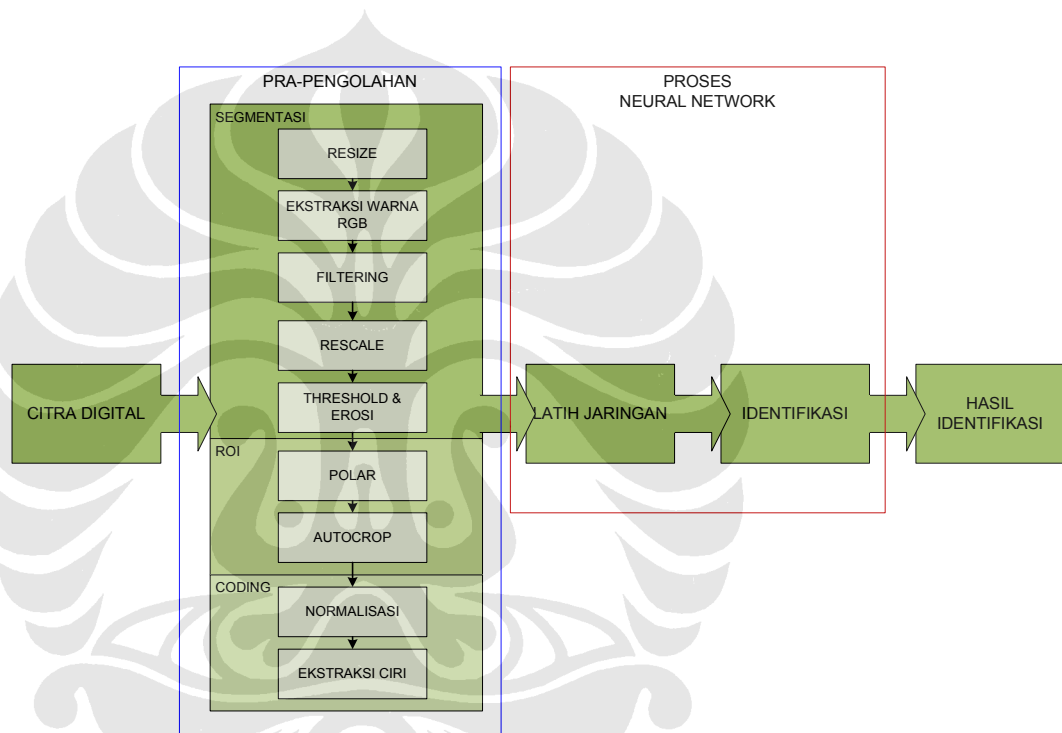 PRA-PENGOLAHAN
SEGMENTASI
RESIZE
EKSTRAKSI WARNA
RGB
FILTERING
RESCALE
THRESHOLD &
EROSI
ROI
POLAR
AUTOCROP
CODING
NORMALISASI
EKSTRAKSI CIRI
CITRA DIGITAL
PROSES
NEURAL NETWORK
LATIH JARINGAN
IDENTIFIKASI
HASIL
IDENTIFIKASI